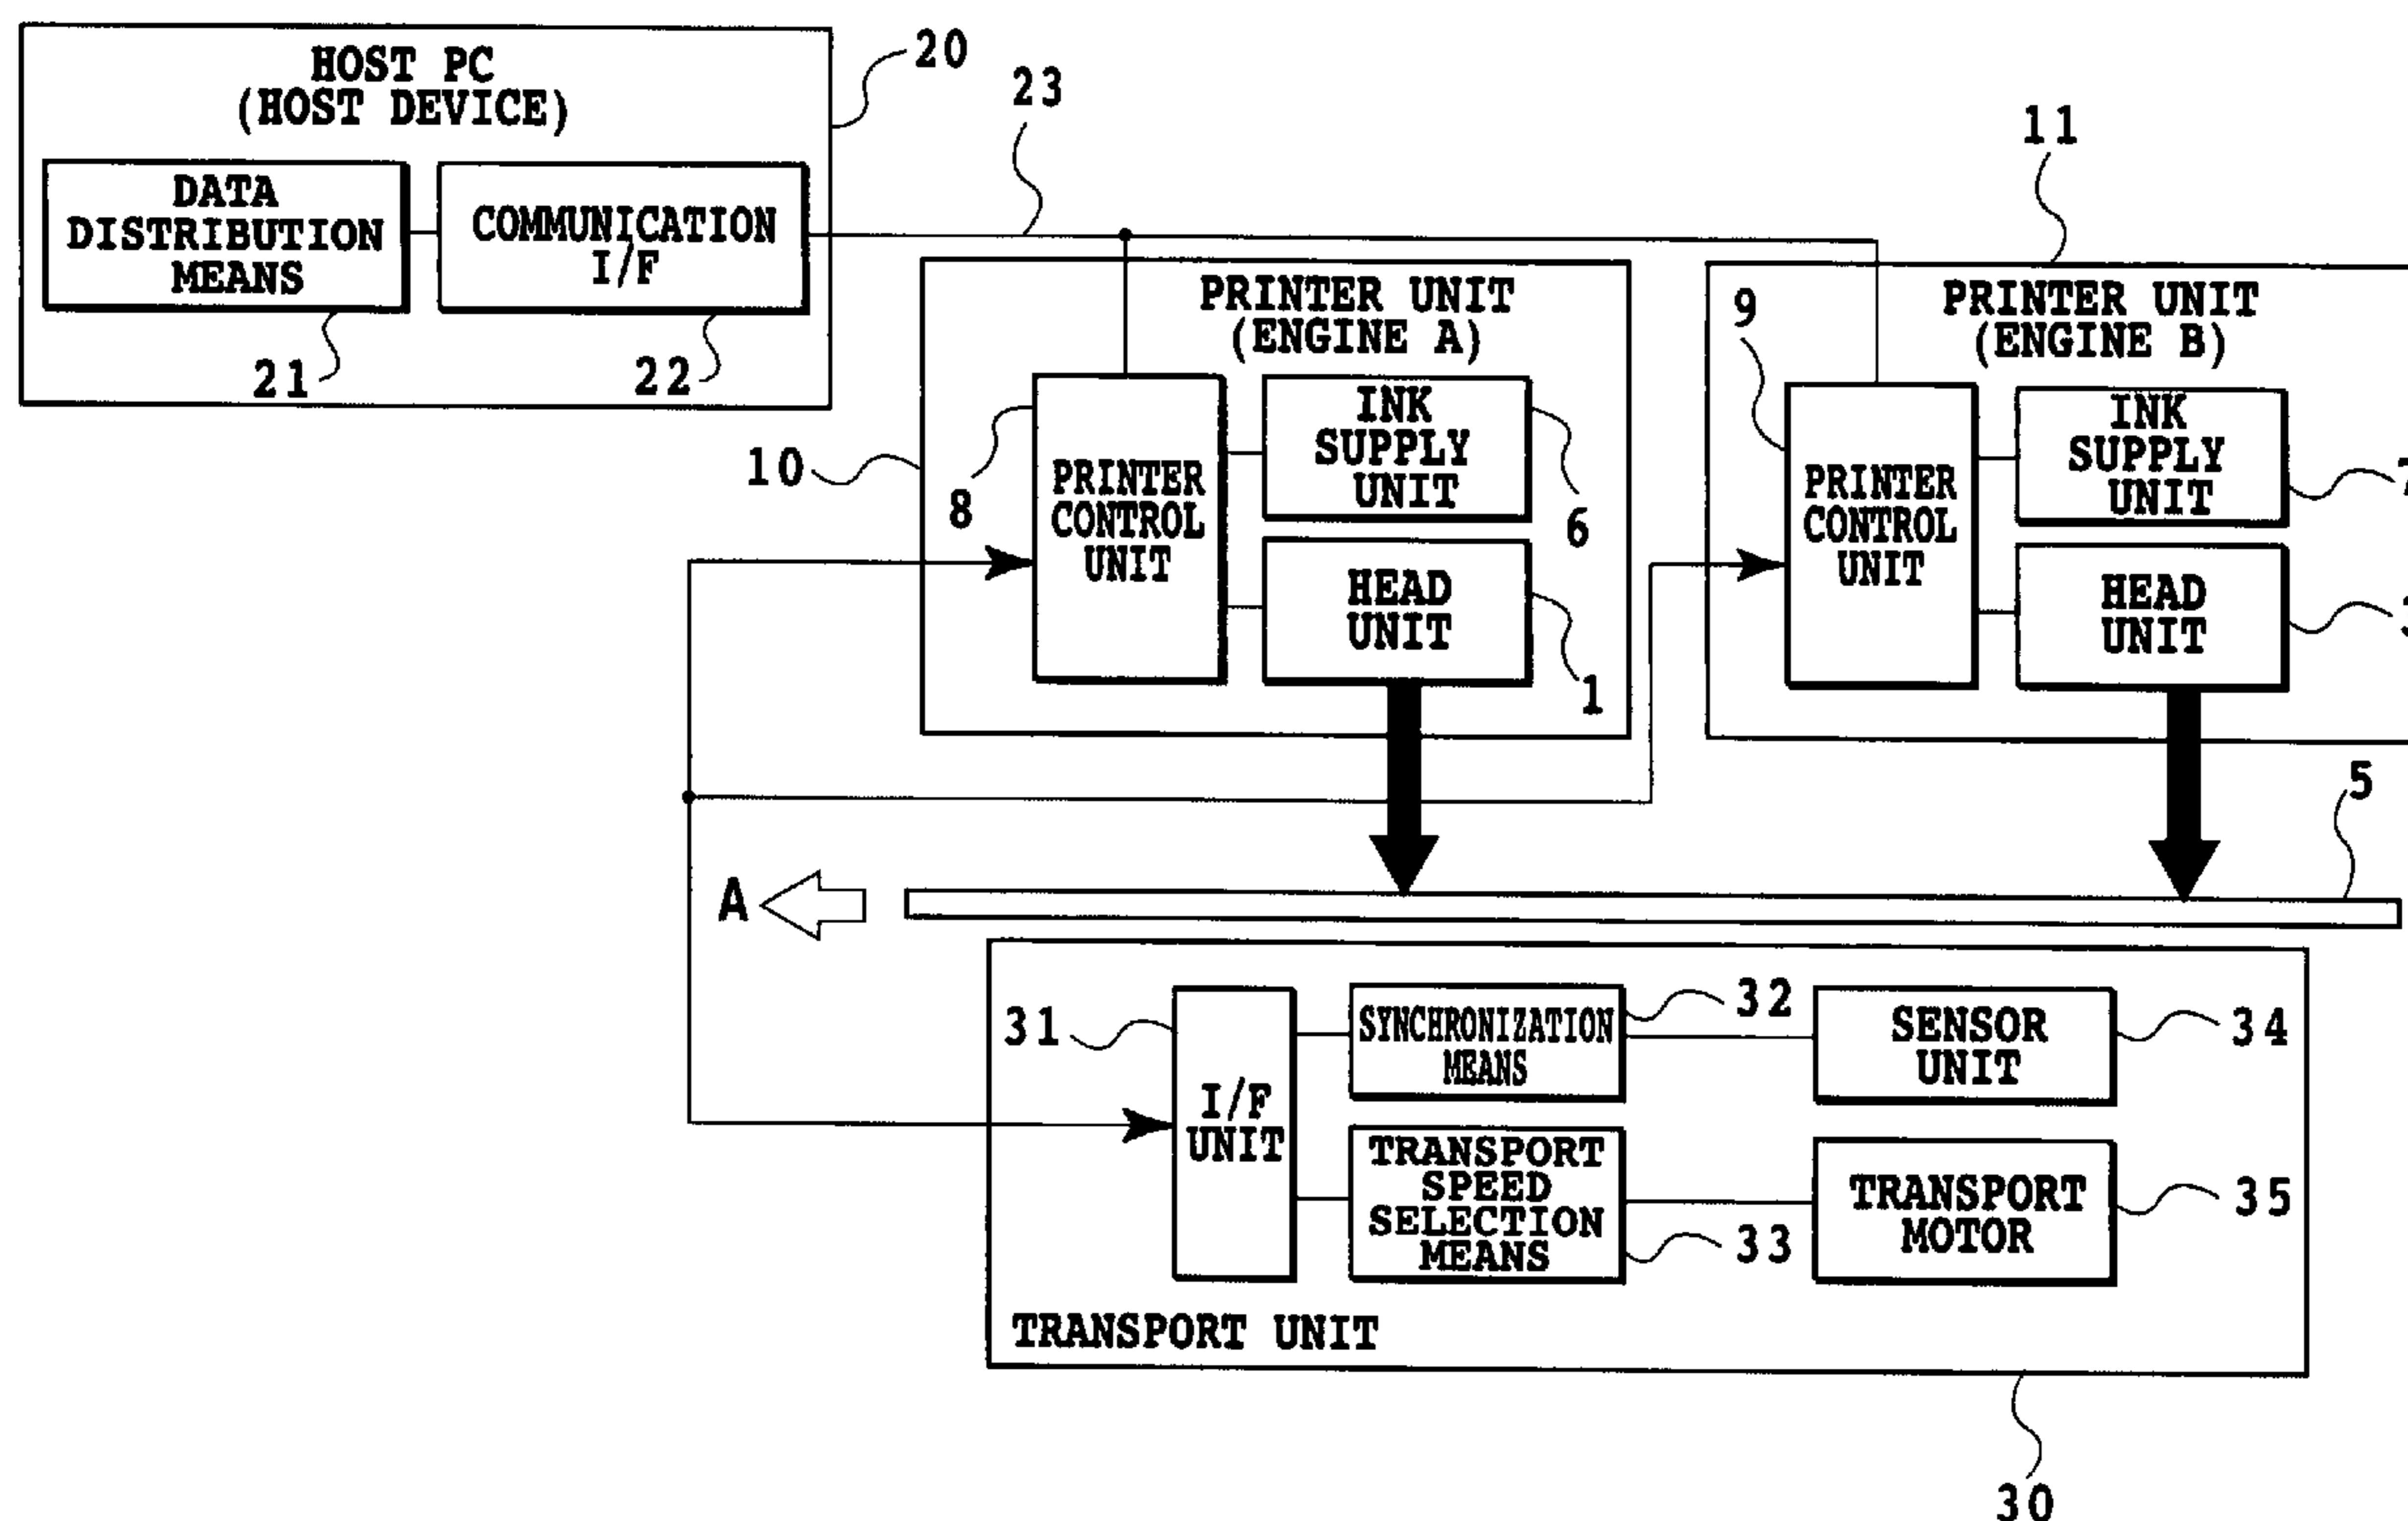 HOST PC
(HOST DEVICE)
20
DATA
DISTRIBUTION
MEANS
COMMUNICATION
I/F
21
22
23
11
PRINTER UNIT
(ENGINE A)
10
8
PRINTER
CONTROL
UNIT
INK
SUPPLY
UNIT
6
HEAD
UNIT
1
PRINTER UNIT
(ENGINE B)
9
PRINTER
CONTROL
UNIT
INK
SUPPLY
UNIT
HEAD
UNIT
5
A
31
I/F
UNIT
SYNCHRONIZATION
MEANS
32
SENSOR
UNIT
34
TRANSPORT
SPEED
SELECTION
MEANS
33
TRANSPORT
MOTOR
35
TRANSPORT UNIT
30